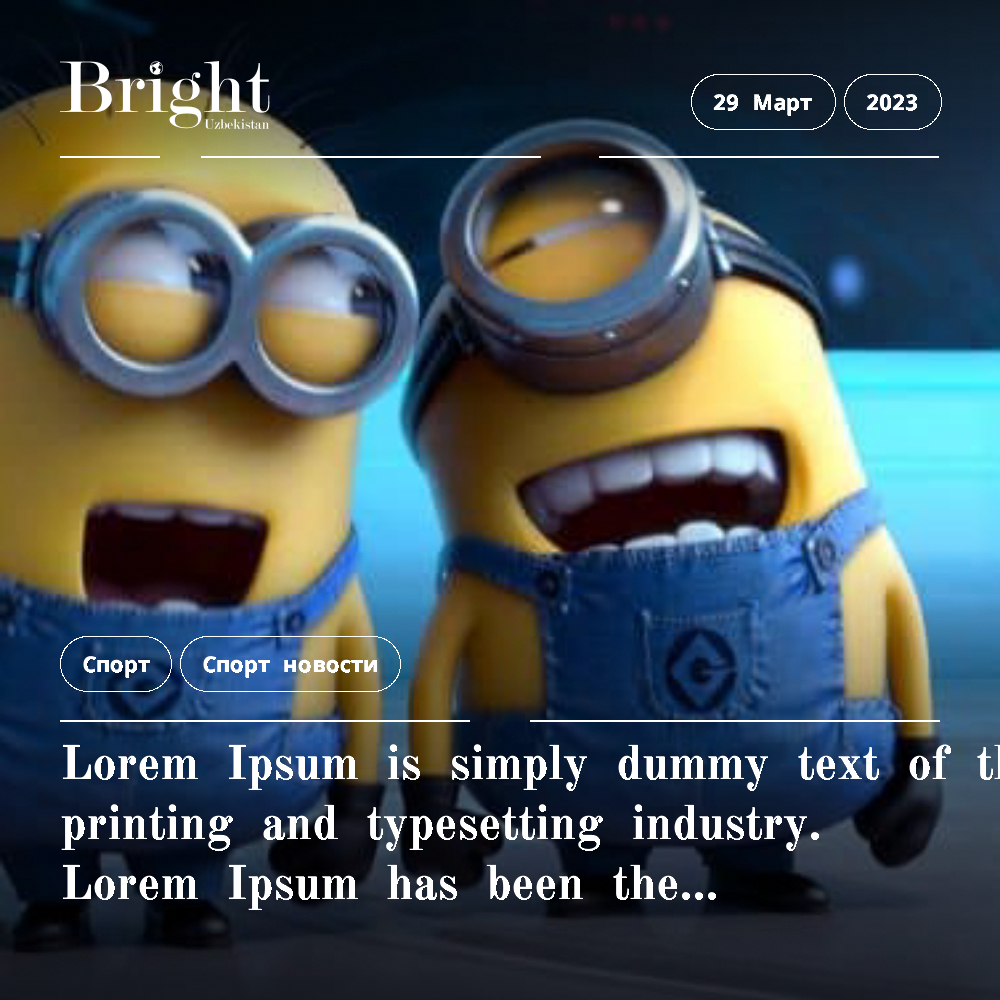 Bright
Uzbekistan
29 Март
2023
Спорт
Спорт новости
Lorem Ipsum is simply dummy text of
printing and typesetting industry.
Lorem Ipsum has been the...